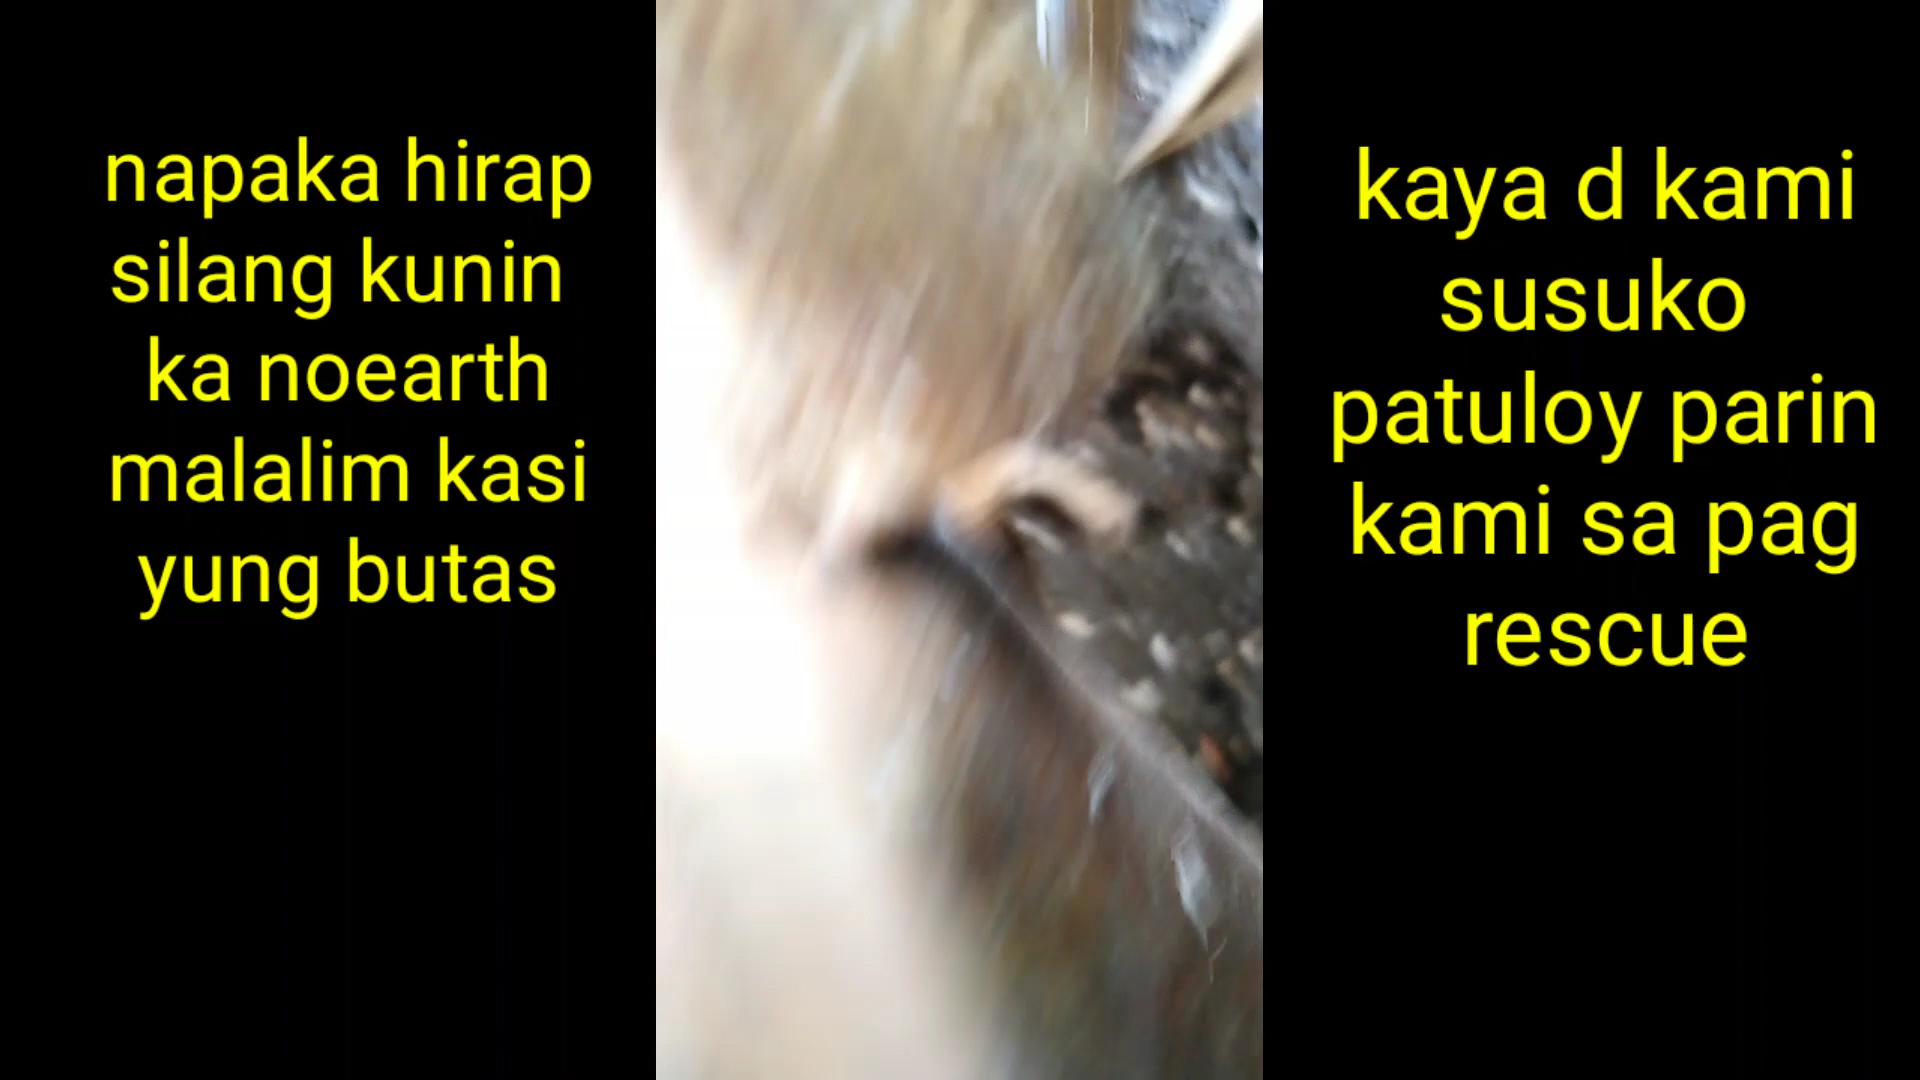 napaka hirap
silang kunin
ka noearth
malalim kasi
yung butas
kaya d kami
susuko
patuloy parin
kami sa pag
rescue